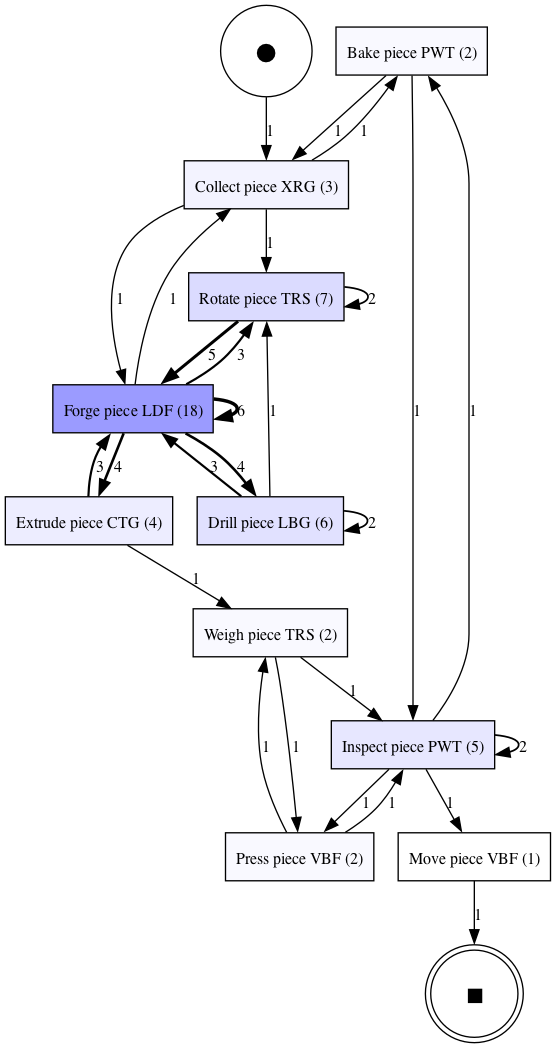 Bake piece PWT (2)
1
1
1
Collect piece XRG (3)
1
1
1
Rotate piece TRS (7)
2
5
3
1
1
1
Forge piece LDF (18)
6
3
4
3
4
Extrude piece CTG (4)
Drill piece LBG (6)
2
1
Weigh piece TRS (2)
1
1
1
Inspect piece PWT (5)
2
1
1
1
Press piece VBF (2)
Move piece VBF (1)
1